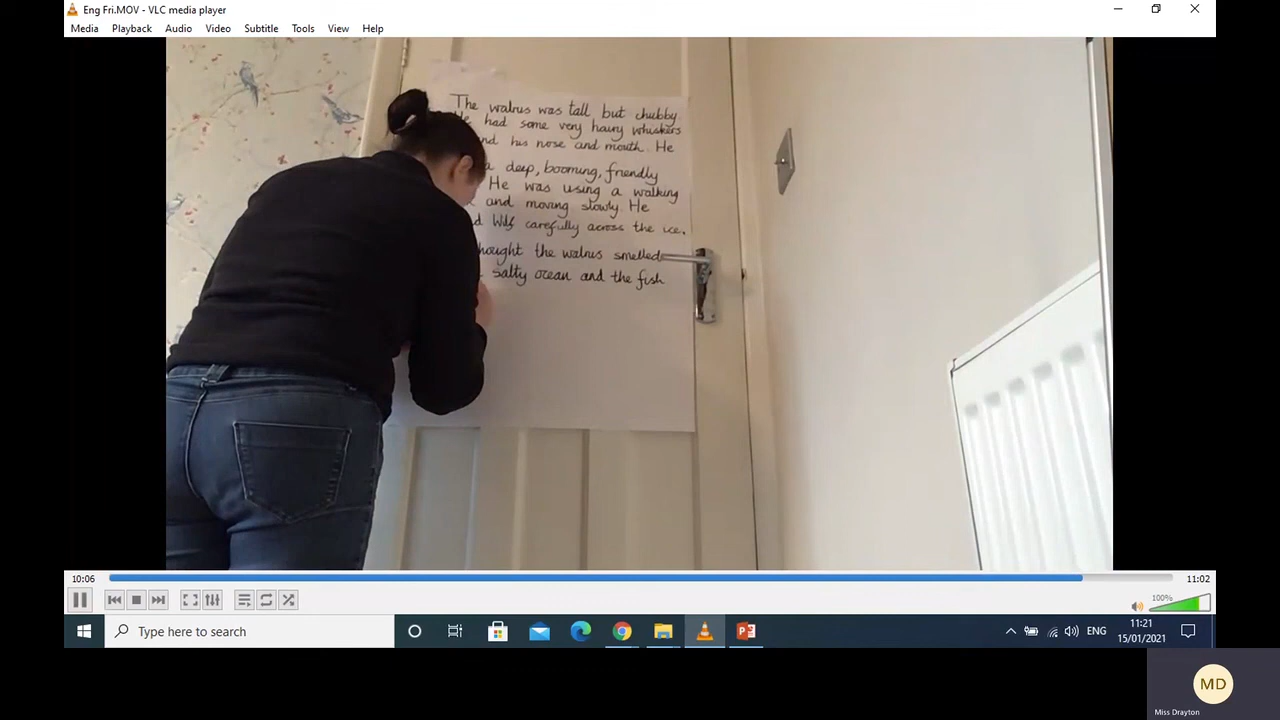 Eng Fri.MOV - VLC media player
Media Playback Audio Video Subtitle Tools View Help
The walrus was tall but chubby.
He had some very hairy whiskers
his nose and mouth. He
a deep, booming, friendly
He was using a walking
and moving slowly. He
Wilf carefully across the ice.
the walrus smelled
salty ocean and the fish
10:06
11:02
100%
Type here to search
ENG
11:21
15/01/2021
MD
Miss Drayton